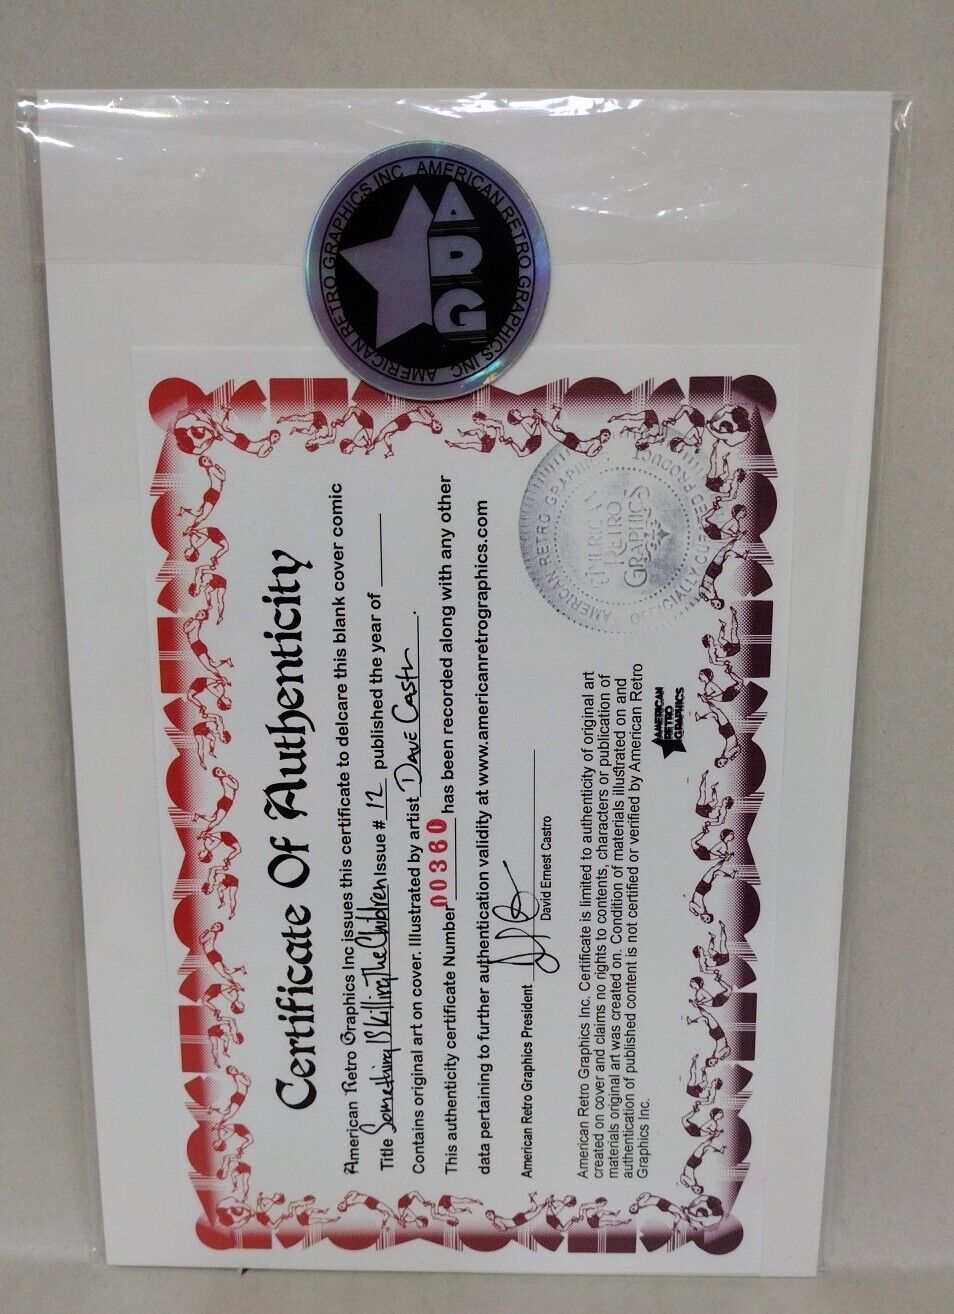 AMERICAN RETRO GRAPHICS INC AMERICAN RETRO GRAPHICS INC
ARG
Certificate Of Authenticity
American Retro Graphics Inc issues this certificate to delcare this blank cover comic
Title Something Is Killing The Children Issue # 12 published the year of
Contains original art on cover. Illustrated by artist Dave Castr.
This authenticity certificate Number 00360 has been recorded along with any other
data pertaining to further authentication validity at www.americanretrographics.com
American Retro Graphics President
David Ernest Castro
American Retro Graphics Inc. Certificate is limited to authenticity of original art
created on cover and claims no rights to contents, characters or publication of
materials original art was created on. Condition of materials illustrated on and
authentication of published content is not certified or verified by American Retro
Graphics Inc.
AMERICAN
RETRO
GRAPHICS
AMERICAN RETRO GRAPHICS
AMERICAN
RETRO
GRAPHICS